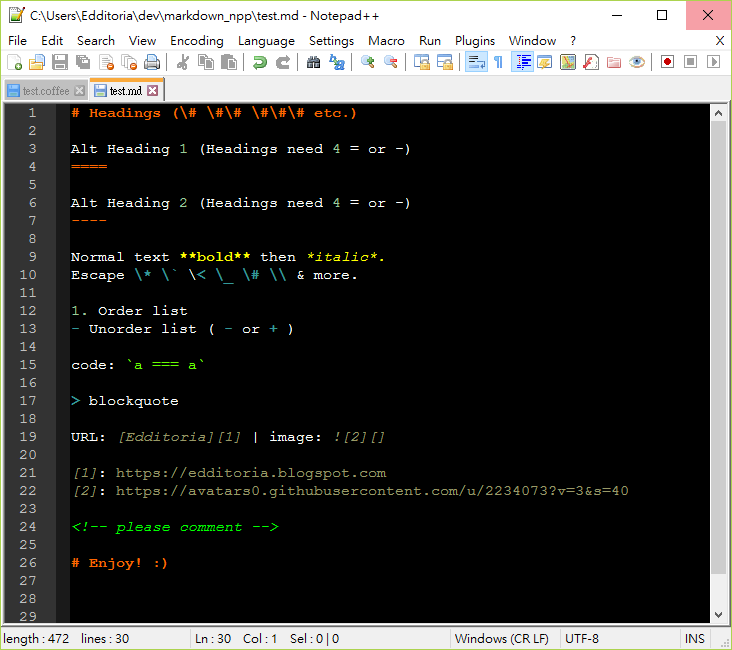 C:\Users\Edditoria\dev\markdown_npp\test.md - Notepad++
File Edit Search View Encoding Language Settings Macro Run Plugins Window ? X
test.coffee test.md
1 # Headings (\# \#\# \#\#\# etc.)
2
3 Alt Heading 1 (Headings need 4 = or -)
4 ====
5
6 Alt Heading 2 (Headings need 4 = or -)
7 ----
8
9 Normal text **bold** then *italic*.
10 Escape \* \` \< \_ \# \\ & more.
11
12 1. Order list
13 - Unorder list ( - or + )
14
15 code: `a === a`
16
17 > blockquote
18
19 URL: [Edditoria][1] | image: ![2][]
20
21 [1]: https://edditoria.blogspot.com
22 [2]: https://avatars0.githubusercontent.com/u/2234073?v=3&s=40
23
24 <!-- please comment -->
25
26 # Enjoy! :)
27
28
29
length : 472 lines : 30 Ln : 30 Col : 1 Sel : 0 | 0 Windows (CR LF) UTF-8 INS